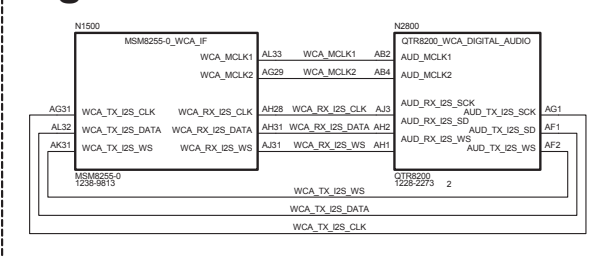 N1500 N2800
MSM8255-0_WCA_IF QTR8200_WCA_DIGITAL_AUDIO
WCA_MCLK1 AL33 WCA_MCLK1 AB2 AUD_MCLK1
WCA_MCLK2 AG29 WCA_MCLK2 AB4 AUD_MCLK2
AG31 WCA_TX_I2S_CLK WCA_RX_I2S_CLK AH28 WCA_RX_I2S_CLK AJ3 AUD_RX_I2S_SCK AUD_TX_I2S_SCK AG1
AL32 WCA_TX_I2S_DATA WCA_RX_I2S_DATA AH31 WCA_RX_I2S_DATA AH2 AUD_RX_I2S_SD AUD_TX_I2S_SD AF1
AK31 WCA_TX_I2S_WS WCA_RX_I2S_WS AJ31 WCA_RX_I2S_WS AH1 AUD_RX_I2S_WS AUD_TX_I2S_WS AF2
MSM8255-0 QTR8200
1238-9813 1228-2273 2
WCA_TX_I2S_WS
WCA_TX_I2S_DATA
WCA_TX_I2S_CLK